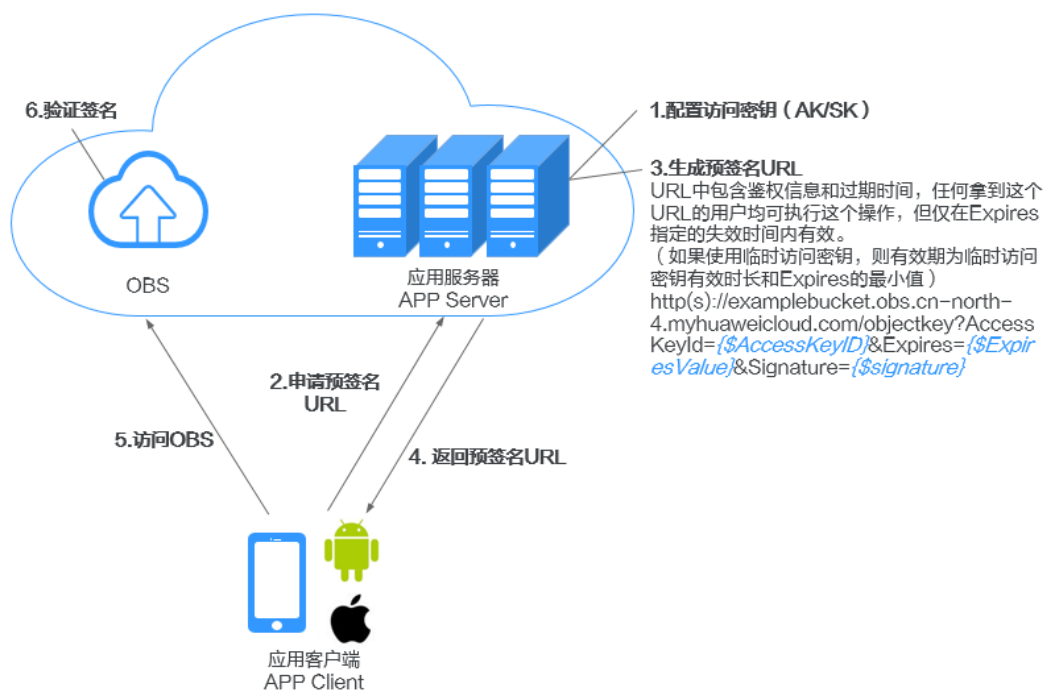 6.验证签名
1.配置访问密钥（AK/SK）
3.生成预签名URL
URL中包含鉴权信息和过期时间，任何拿到这个
URL的用户均可执行这个操作，但仅在Expires
指定的失效时间内有效。
（如果使用临时访问密钥，则有效期为临时访问
密钥有效时长和Expires的最小值）
http(s)://examplebucket.obs.cn-north-
4.myhuaweicloud.com/objectkey?Access
KeyId={$AccessKeyID}&Expires={$Expir
esValue}&Signature={$signature}
OBS
应用服务器
APP Server
2.申请预签名
URL
5.访问OBS
4. 返回预签名URL
应用客户端
APP Client